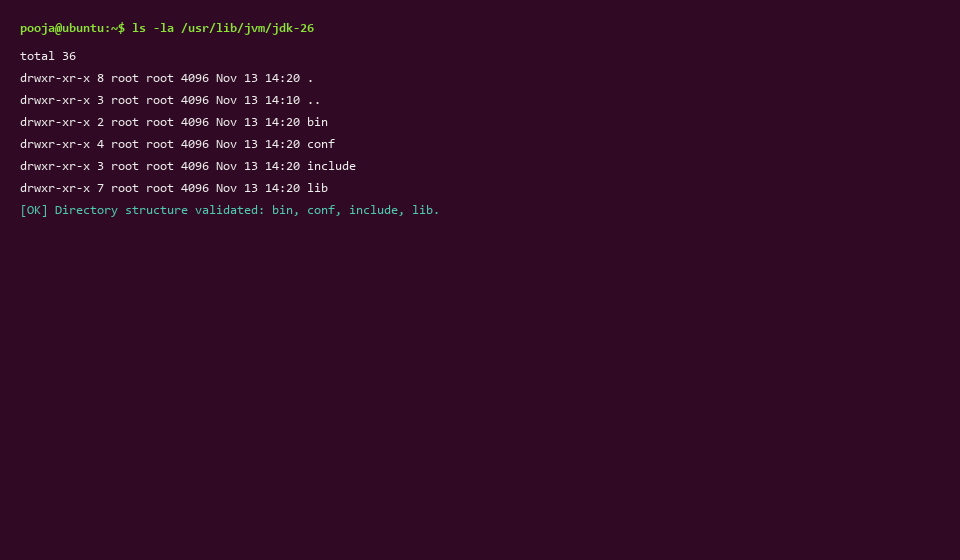 pooja@ubuntu:~$ ls -la /usr/lib/jvm/jdk-26
total 36
drwxr-xr-x 8 root root 4096 Nov 13 14:20 .
drwxr-xr-x 3 root root 4096 Nov 13 14:10 ..
drwxr-xr-x 2 root root 4096 Nov 13 14:20 bin
drwxr-xr-x 4 root root 4096 Nov 13 14:20 conf
drwxr-xr-x 3 root root 4096 Nov 13 14:20 include
drwxr-xr-x 7 root root 4096 Nov 13 14:20 lib
[OK] Directory structure validated: bin, conf, include, lib.